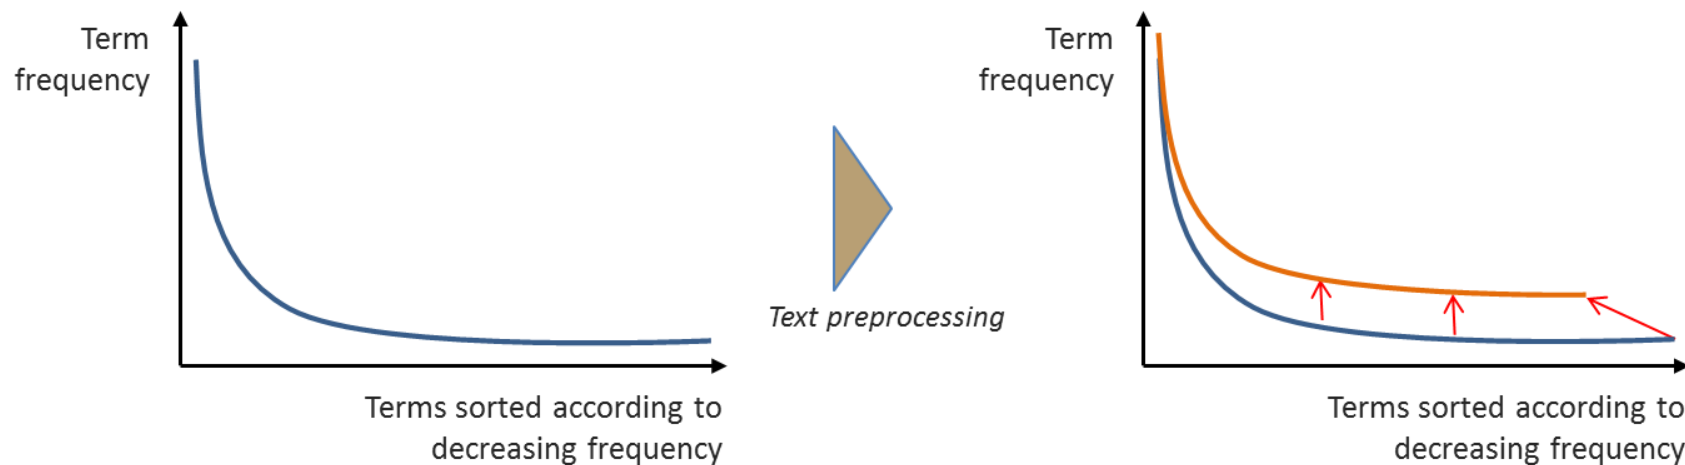 Term
frequency
Terms sorted according to
decreasing frequency
Text preprocessing
Term
frequency
Terms sorted according to
decreasing frequency